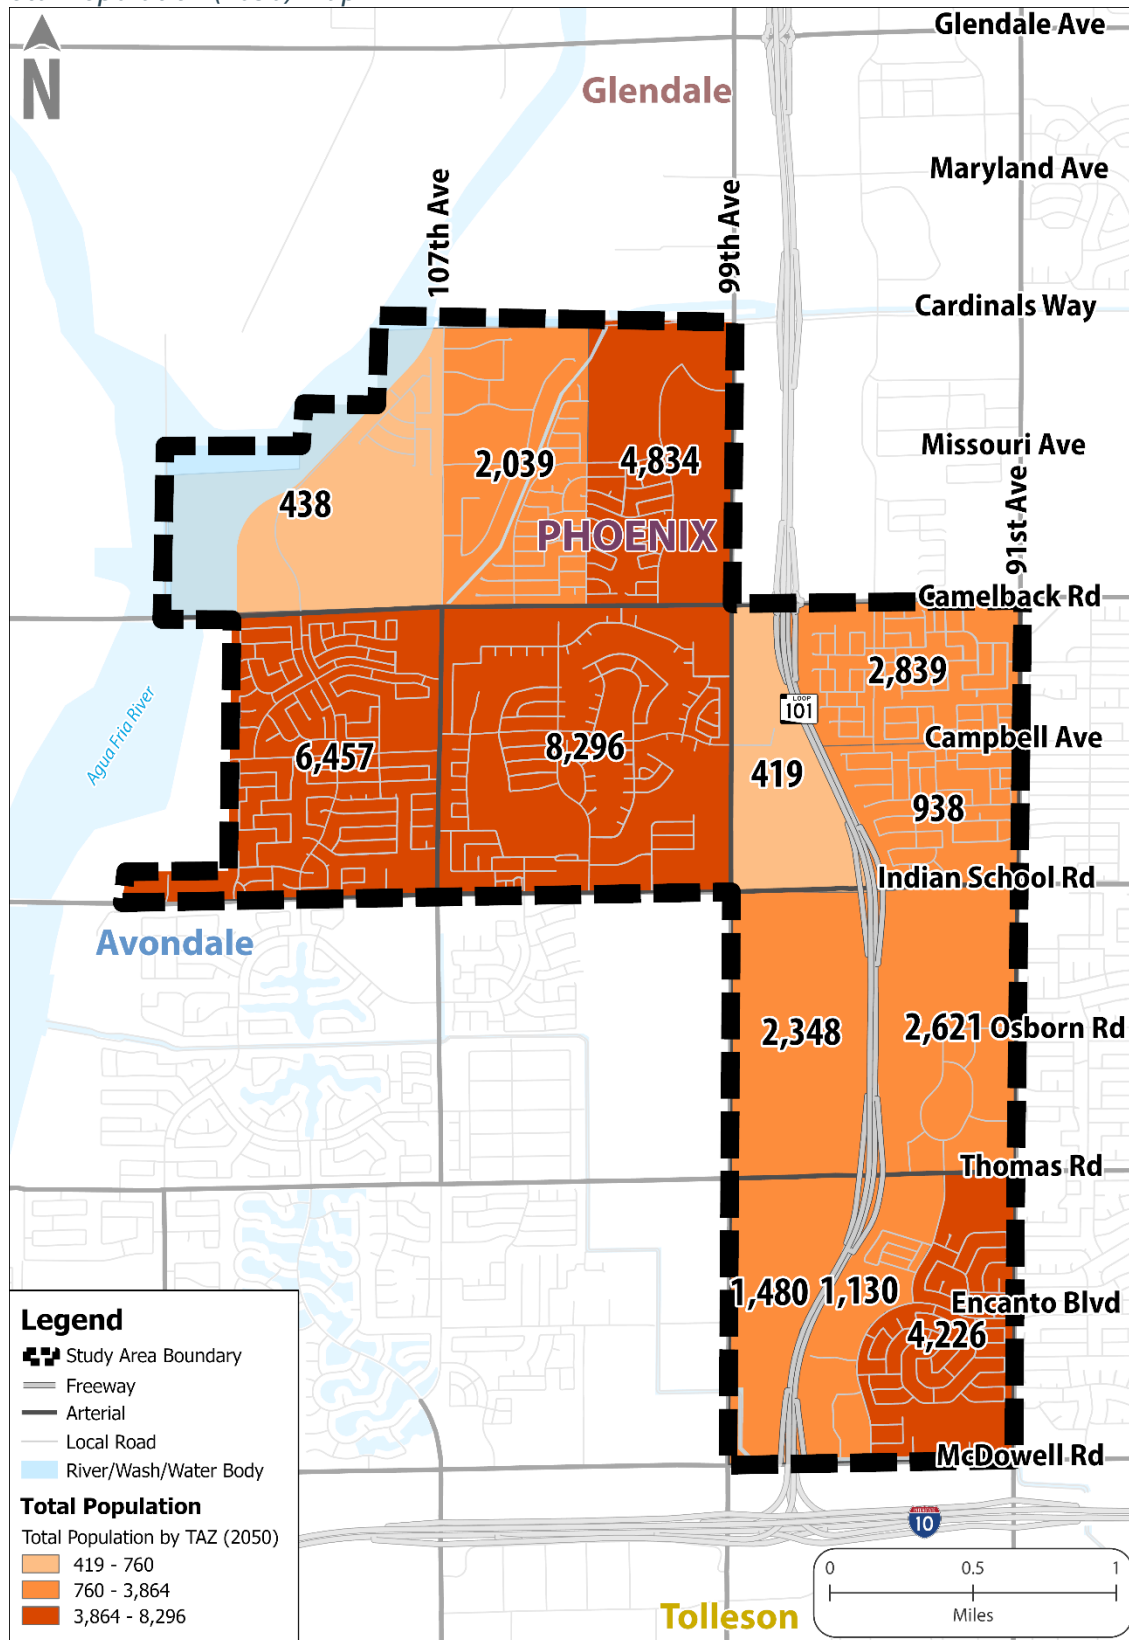 Glendale Ave
N
Glendale
Maryland Ave
107th Ave
99th Ave
Cardinals Way
Missouri Ave
2,039
4,834
438
91st Ave
PHOENIX
Camelback Rd
2,839
LOOP
101
Agua Fria River
Campbell Ave
6,457
8,296
419
938
Indian School Rd
Avondale
2,348
2,621
Osborn Rd
Thomas Rd
1,480
1,130
Encanto Blvd
4,226
McDowell Rd
INTERSTATE
10
Legend
Study Area Boundary
Freeway
Arterial
Local Road
River/Wash/Water Body
Total Population
Total Population by TAZ (2050)
419 - 760
760 - 3,864
3,864 - 8,296
0 0.5 1
Miles
Tolleson